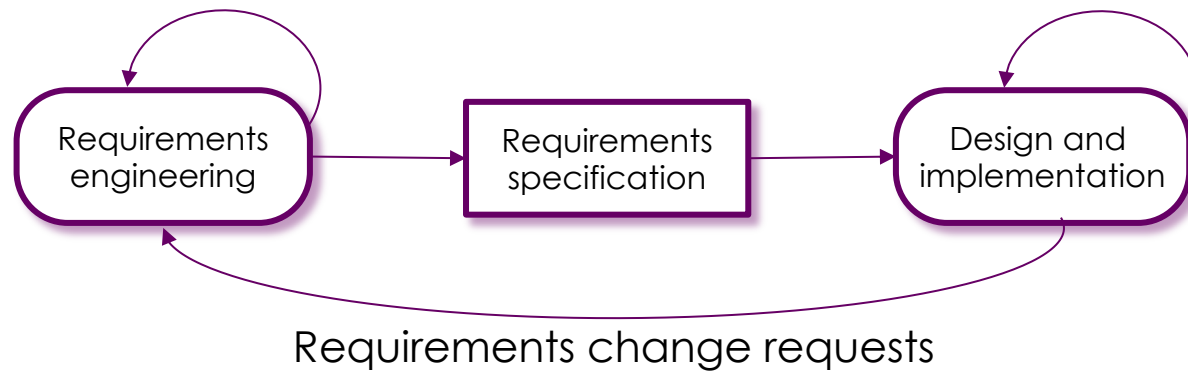 Requirements
engineering
Requirements
specification
Design and
implementation
Requirements change requests